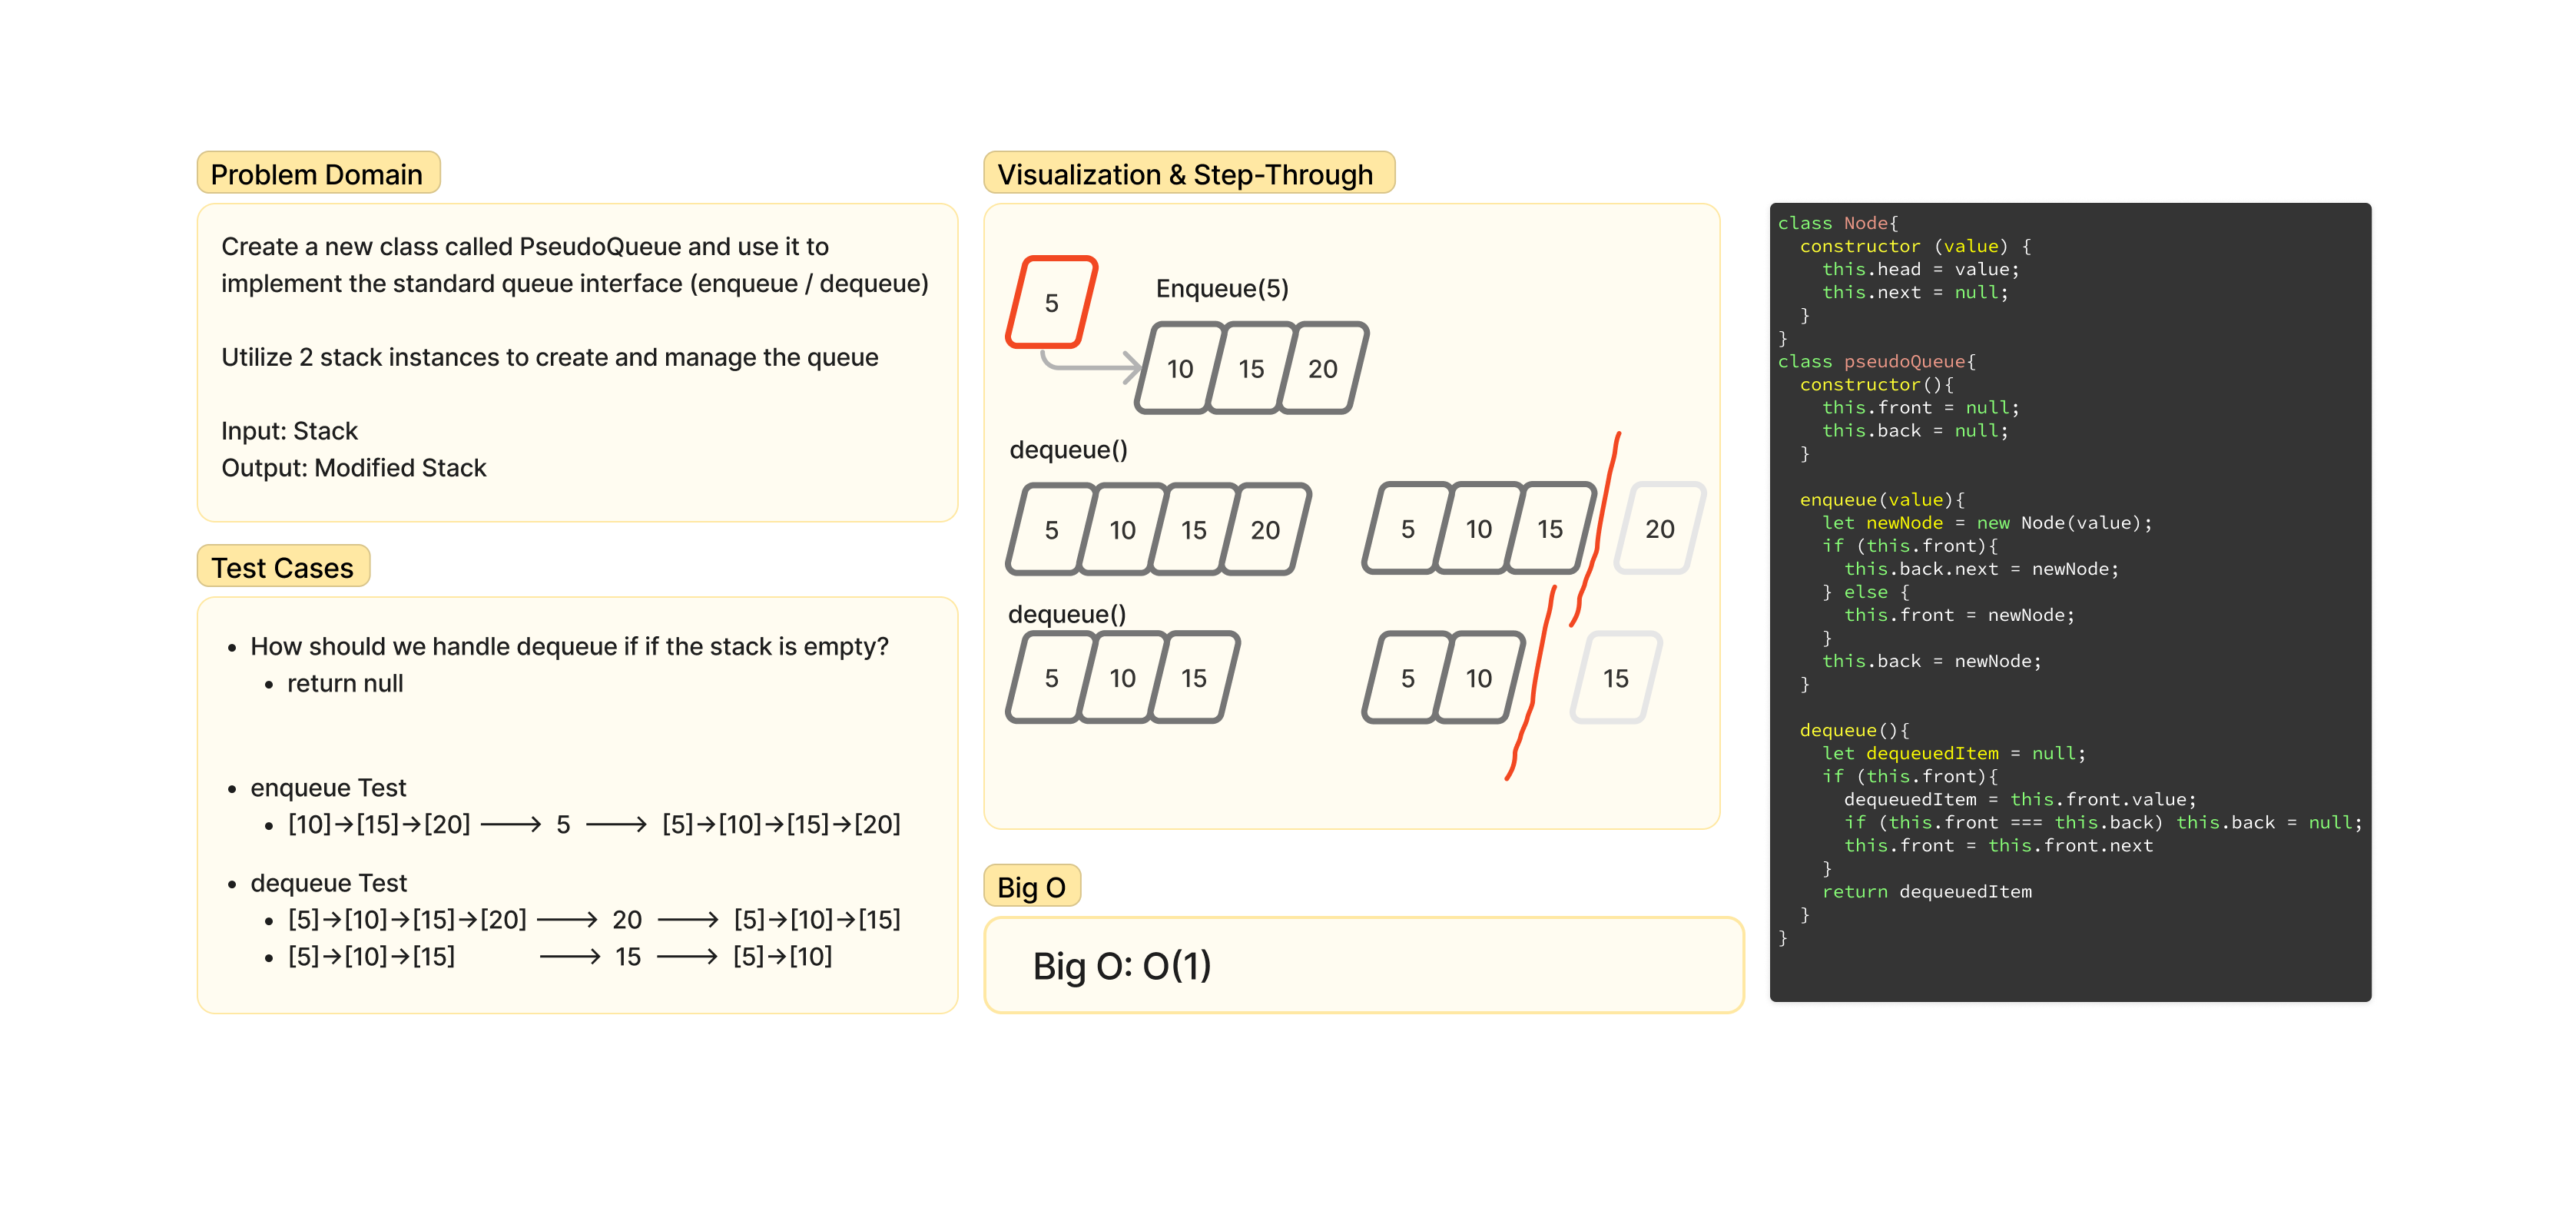 Problem Domain
Create a new class called PseudoQueue and use it to
implement the standard queue interface (enqueue / dequeue)
Utilize 2 stack instances to create and manage the queue
Input: Stack
Output: Modified Stack
Test Cases
• How should we handle dequeue if if the stack is empty?
• return null
• enqueue Test
• [10]→[15]→[20] ⟶ 5 ⟶ [5]→[10]→[15]→[20]
• dequeue Test
• [5]→[10]→[15]→[20] ⟶ 20 ⟶ [5]→[10]→[15]
• [5]→[10]→[15] ⟶ 15 ⟶ [5]→[10]
Visualization & Step-Through
5
Enqueue(5)
10 15 20
dequeue()
5 10 15 20 5 10 15 20
dequeue()
5 10 15 5 10 15
Big O
Big O: O(1)
class Node{
  constructor (value) {
    this.head = value;
    this.next = null;
  }
}
class pseudoQueue{
  constructor(){
    this.front = null;
    this.back = null;
  }
  enqueue(value){
    let newNode = new Node(value);
    if (this.front){
      this.back.next = newNode;
    } else {
      this.front = newNode;
    }
    this.back = newNode;
  }
  dequeue(){
    let dequeuedItem = null;
    if (this.front){
      dequeuedItem = this.front.value;
      if (this.front === this.back) this.back = null;
      this.front = this.front.next
    }
    return dequeuedItem
  }
}